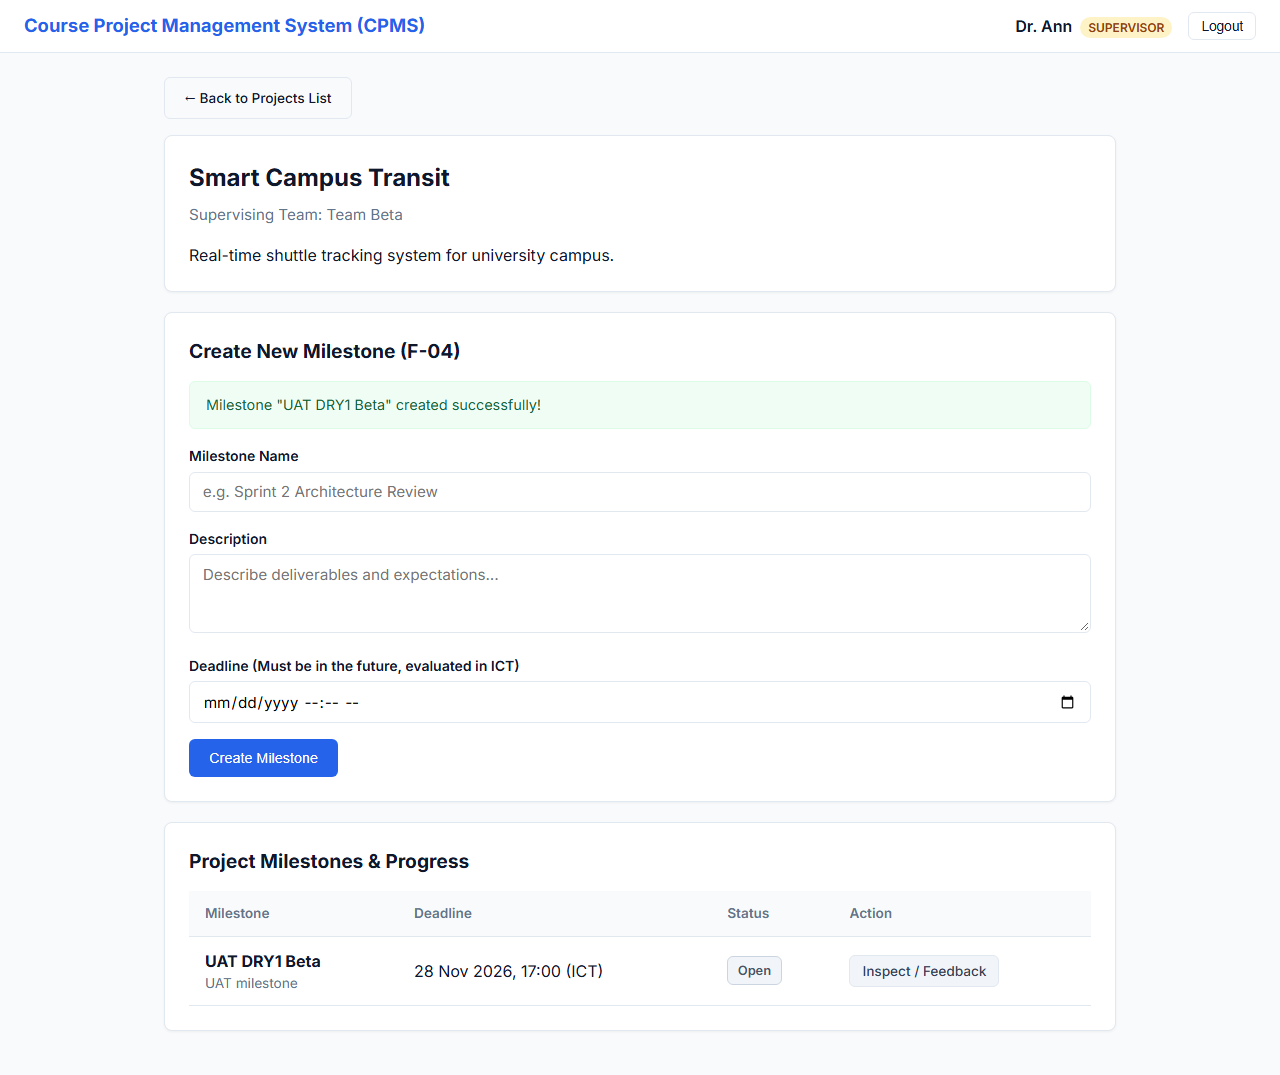 Course Project Management System (CPMS)
Dr. Ann SUPERVISOR Logout
← Back to Projects List
Smart Campus Transit
Supervising Team: Team Beta
Real-time shuttle tracking system for university campus.
Create New Milestone (F-04)
Milestone "UAT DRY1 Beta" created successfully!
Milestone Name
e.g. Sprint 2 Architecture Review
Description
Describe deliverables and expectations...
Deadline (Must be in the future, evaluated in ICT)
mm/dd/yyyy --:-- --
Create Milestone
Project Milestones & Progress
Milestone Deadline Status Action
UAT DRY1 Beta 28 Nov 2026, 17:00 (ICT) Open Inspect / Feedback
UAT milestone